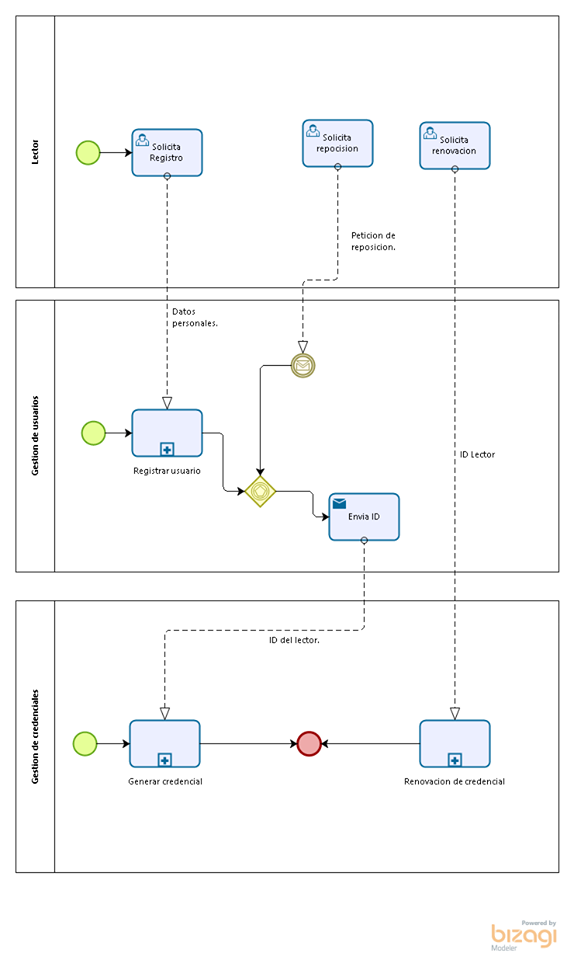 Lector
Solicita
Registro
Solicita
repocision
Solicita
renovacion
Peticion de
reposicion.
Datos
personales.
Gestion de usuarios
Registrar usuario
ID Lector
Envia ID
ID del lector.
Gestion de credenciales
Generar credencial
Renovacion de credencial
Powered by
bizagi
Modeler